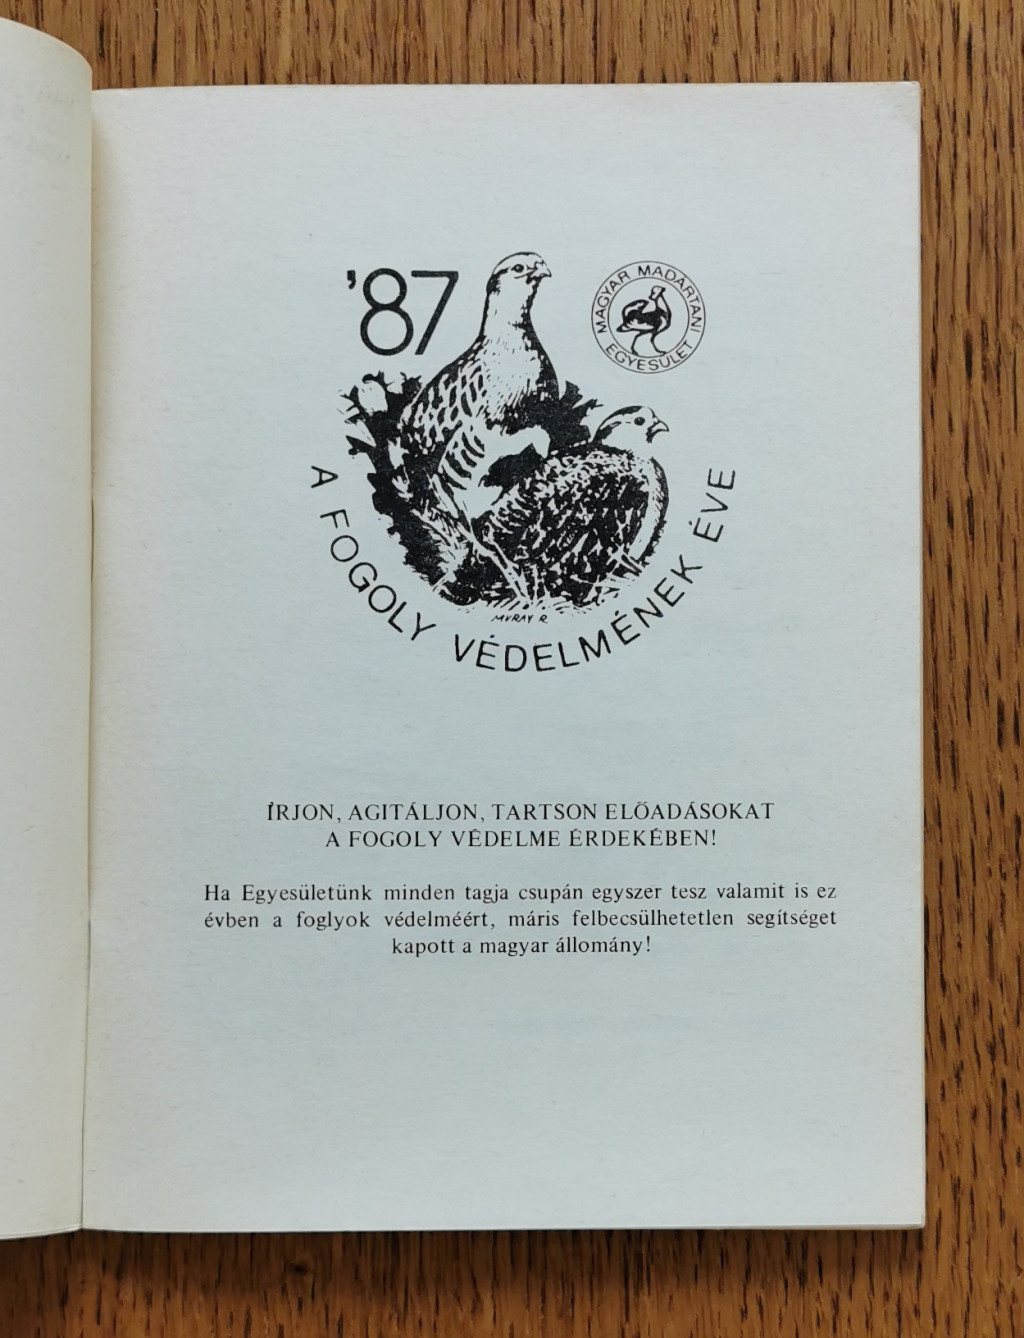 '87
MAGYAR MADÁRTANI
EGYESÜLET
A FOGOLY VÉDELMÉNEK ÉVE
MURAY R.
ÍRJON, AGITÁLJON, TARTSON ELŐADÁSOKAT
A FOGOLY VÉDELME ÉRDEKÉBEN!
Ha Egyesületünk minden tagja csupán egyszer tesz valamit is ez
évben a foglyok védelméért, máris felbecsülhetetlen segítséget
kapott a magyar állomány!